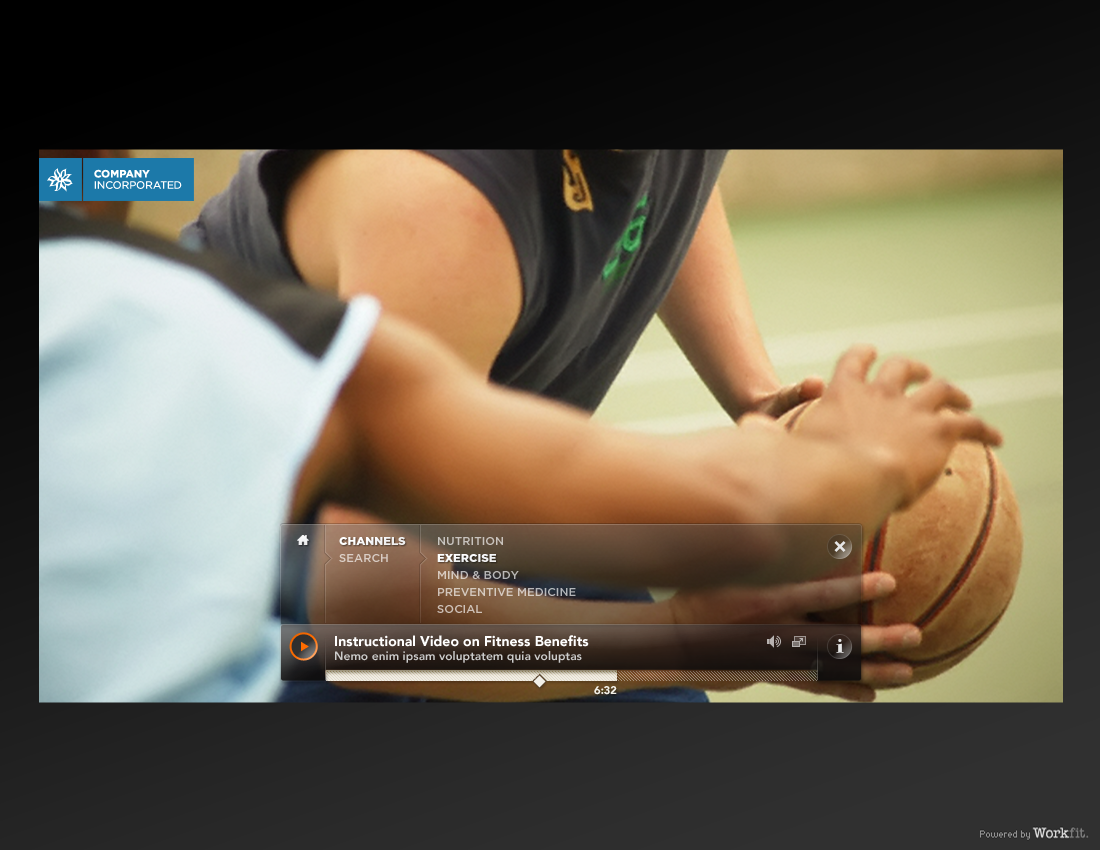 COMPANY
INCORPORATED
CHANNELS
SEARCH
NUTRITION
EXERCISE
MIND & BODY
PREVENTIVE MEDICINE
SOCIAL
Instructional Video on Fitness Benefits
Nemo enim ipsam voluptatem quia voluptas
6:32
Powered by Workfit.